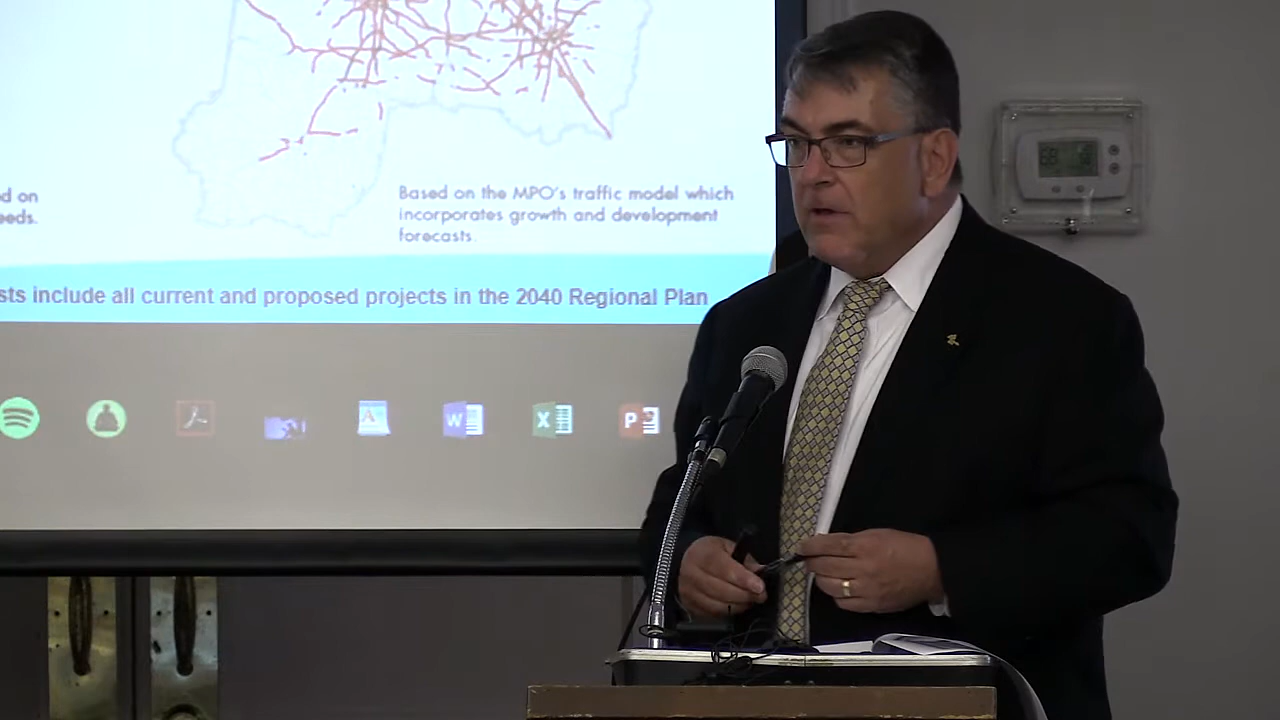 d on
eeds.
Based on the MPO's traffic model which
incorporates growth and development
forecasts.
sts include all current and proposed projects in the 2040 Regional Plan
W
X
P